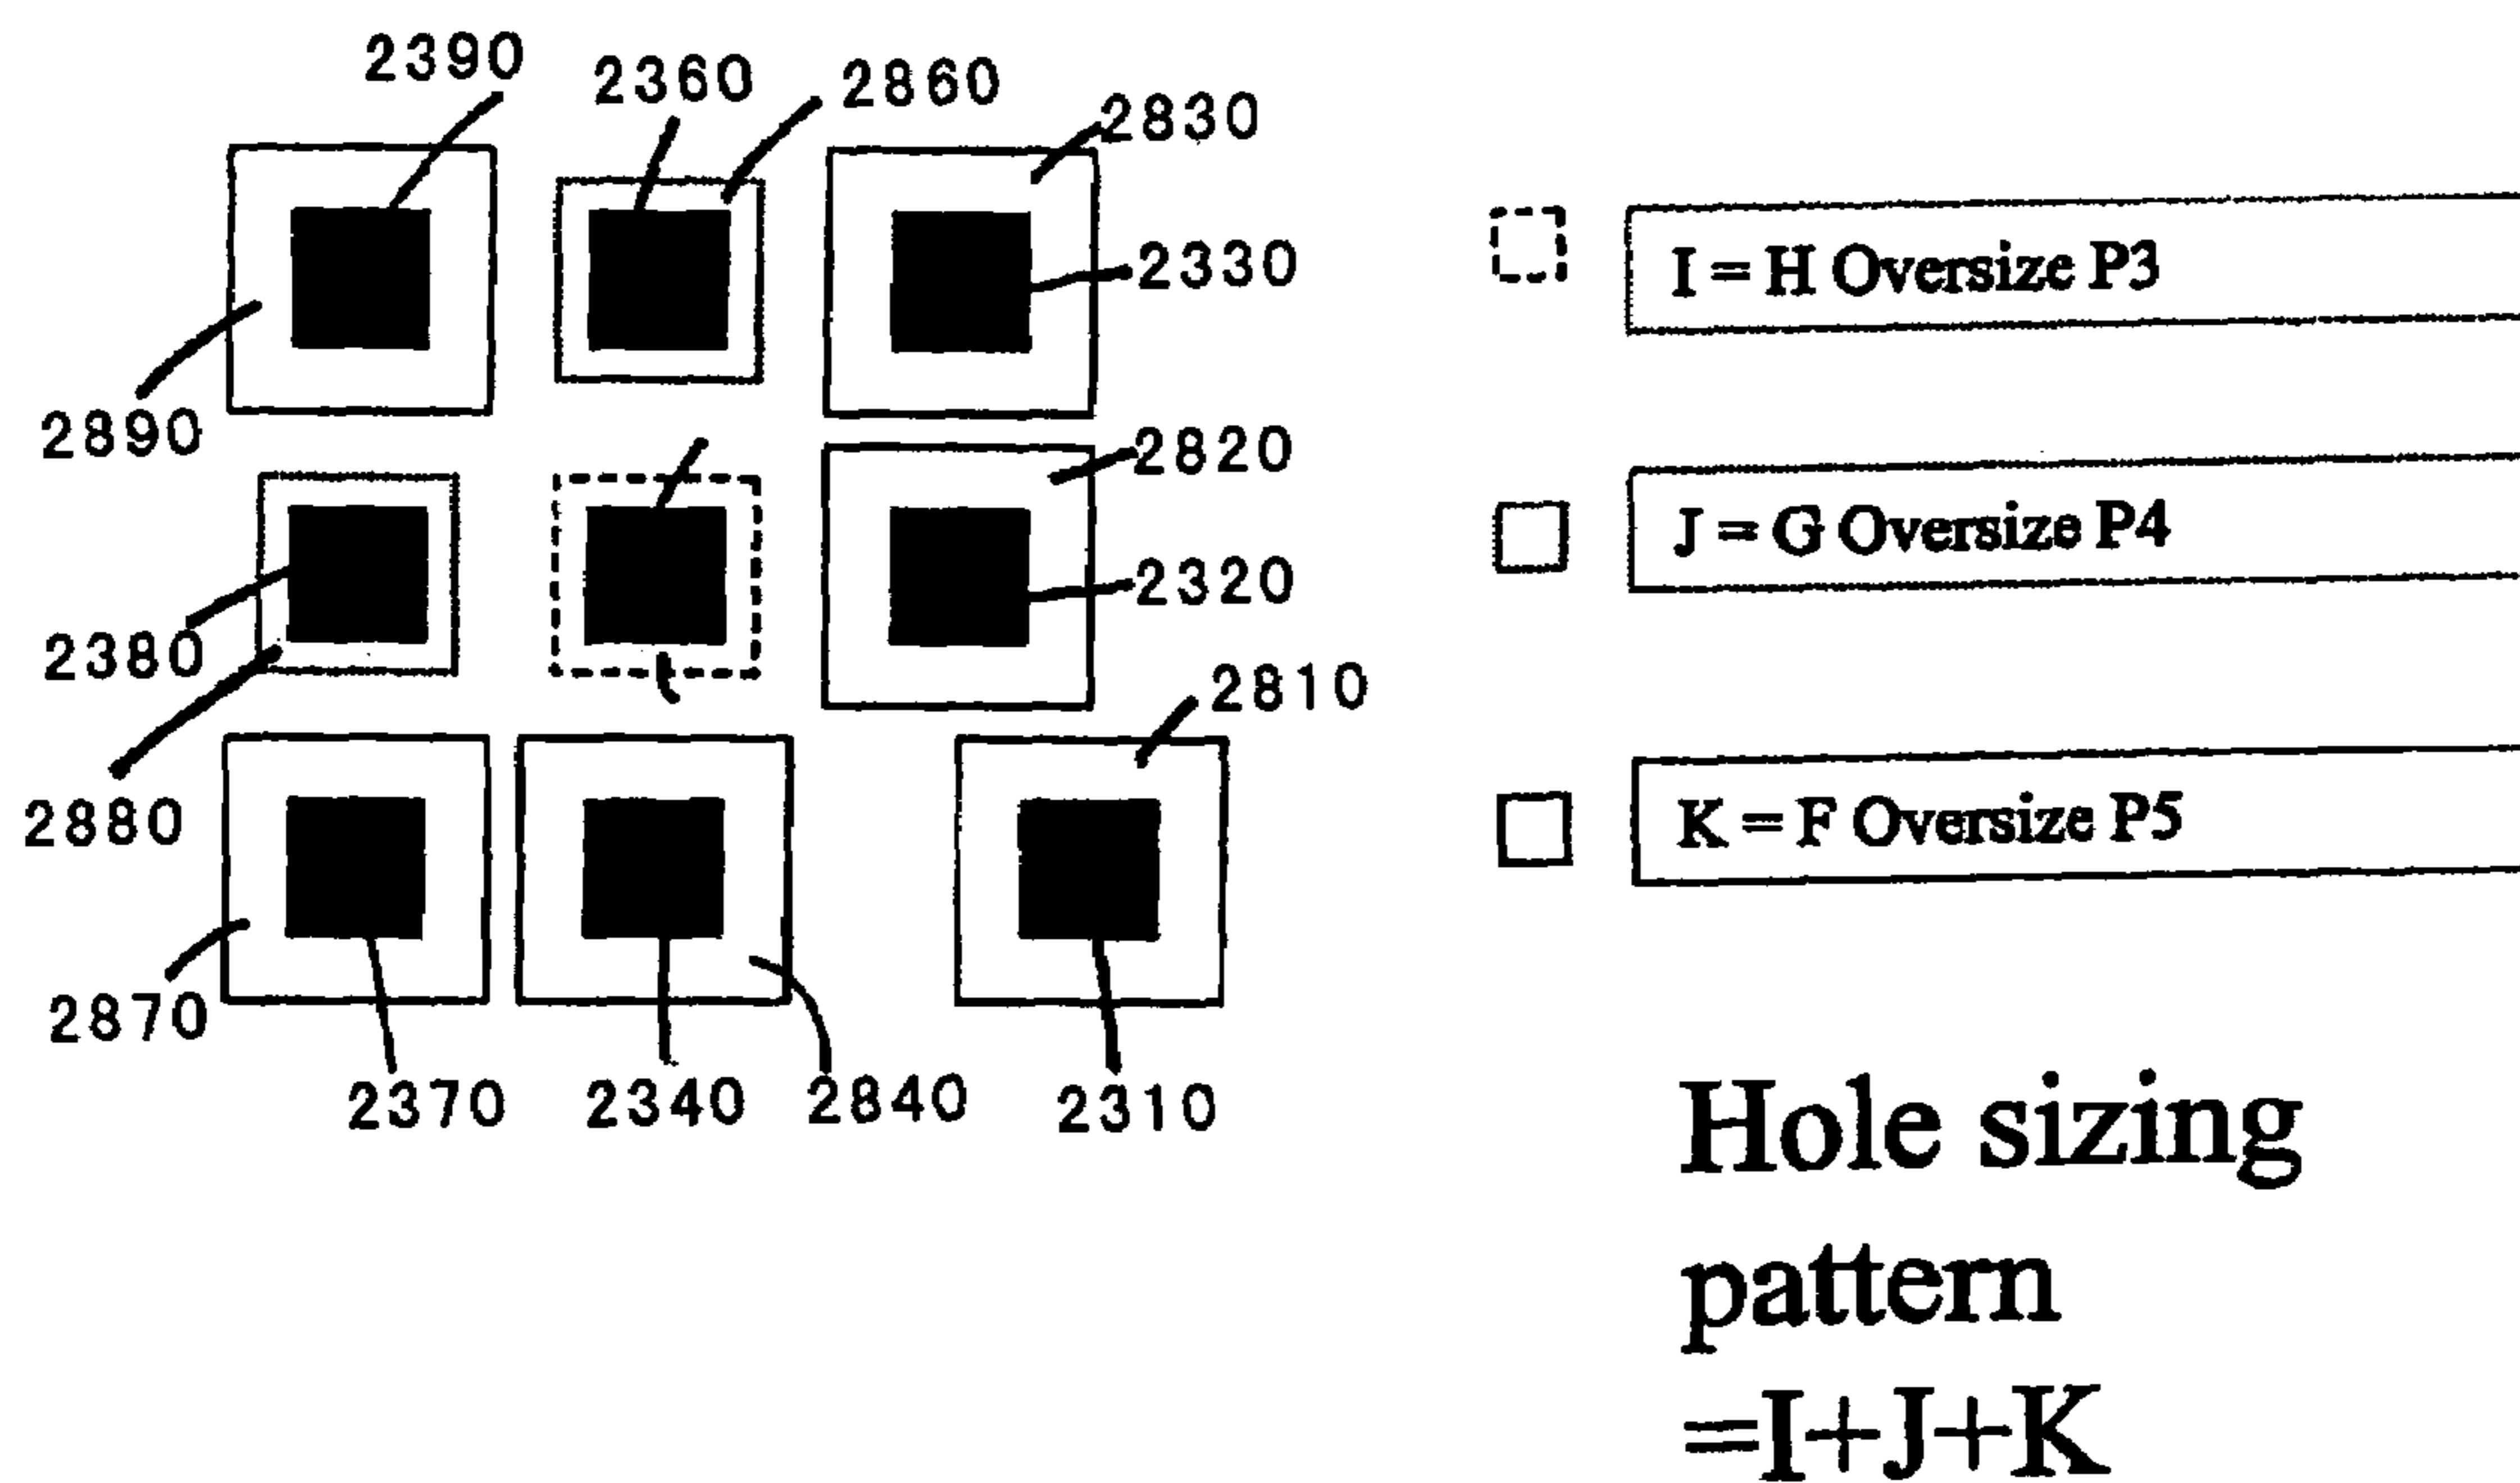 2390
2360
2860
2830
2330
2890
2820
2320
2380
2810
2880
2870
2370
2340
2840
2310
I = H Oversize P3
J = G Oversize P4
K = F Oversize P5
Hole sizing
pattern
=I+J+K